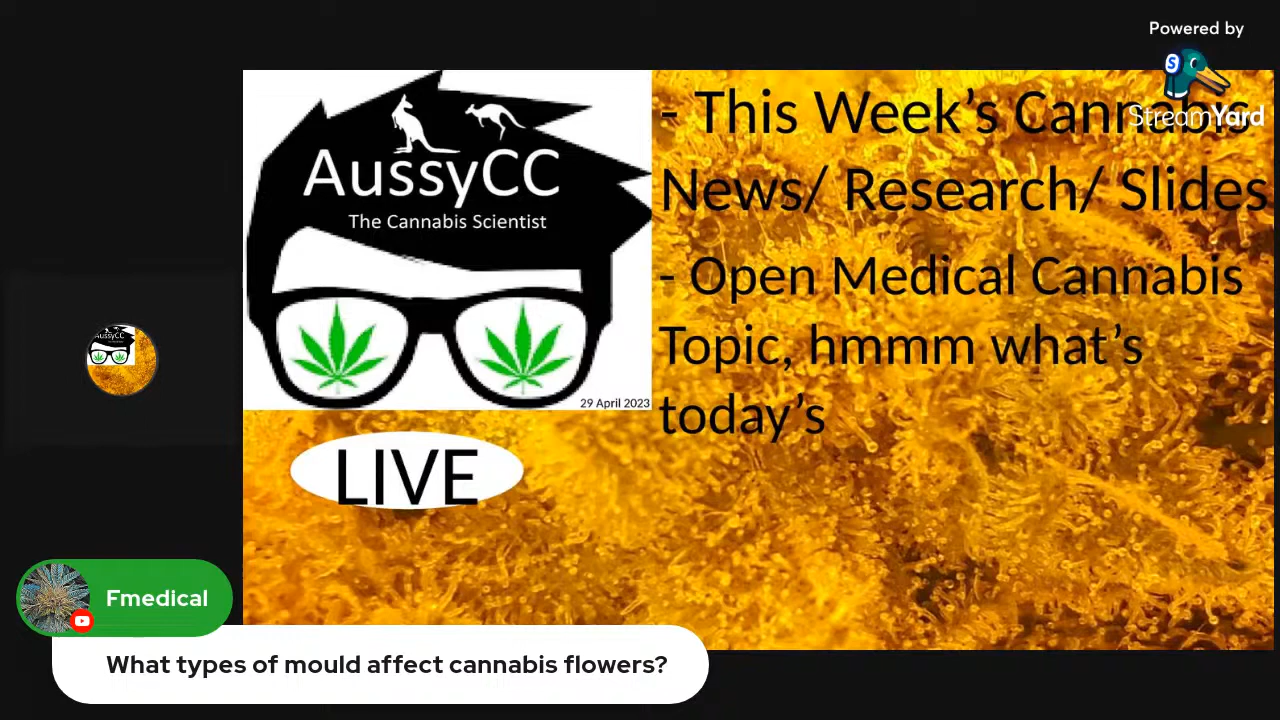 Powered by
StreamYard
AussyCC
The Cannabis Scientist
29 April 2023
LIVE
- This Week's Cannabis
News/ Research/ Slides
- Open Medical Cannabis
Topic, hmmm what's
today's
AussyCC
Fmedical
What types of mould affect cannabis flowers?